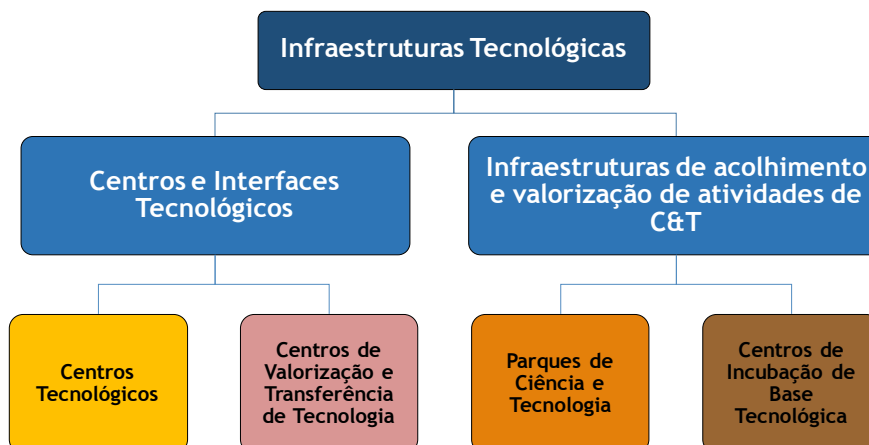 Infraestruturas Tecnológicas
Centros e Interfaces
Tecnológicos
Infraestruturas de acolhimento
e valorização de atividades de
C&T
Centros
Tecnológicos
Centros de
Valorização e
Transferência
de Tecnologia
Parques de
Ciência e
Tecnologia
Centros de
Incubação de
Base
Tecnológica